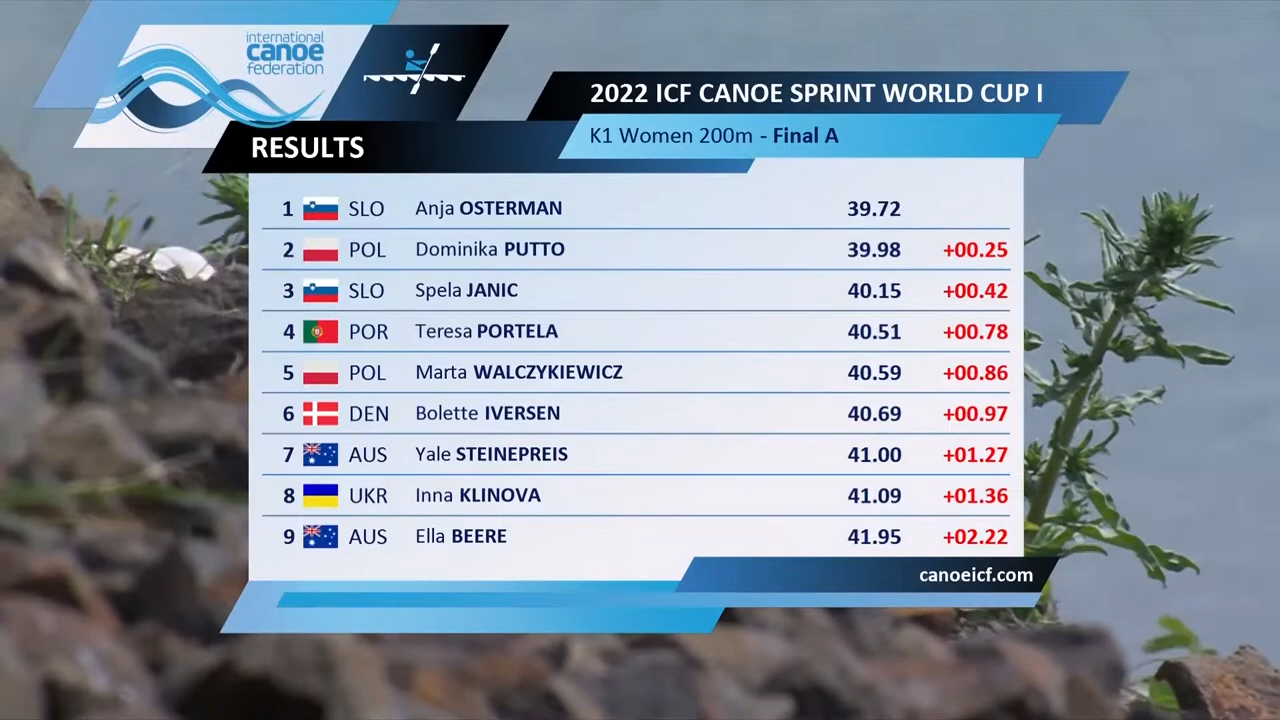 international
canoe
federation
2022 ICF CANOE SPRINT WORLD CUP I
K1 Women 200m - Final A
RESULTS
1 SLO Anja OSTERMAN 39.72
2 POL Dominika PUTTO 39.98 +00.25
3 SLO Spela JANIC 40.15 +00.42
4 POR Teresa PORTELA 40.51 +00.78
5 POL Marta WALCZYKIEWICZ 40.59 +00.86
6 DEN Bolette IVERSEN 40.69 +00.97
7 AUS Yale STEINEPREIS 41.00 +01.27
8 UKR Inna KLINOVA 41.09 +01.36
9 AUS Ella BEERE 41.95 +02.22
canoeicf.com